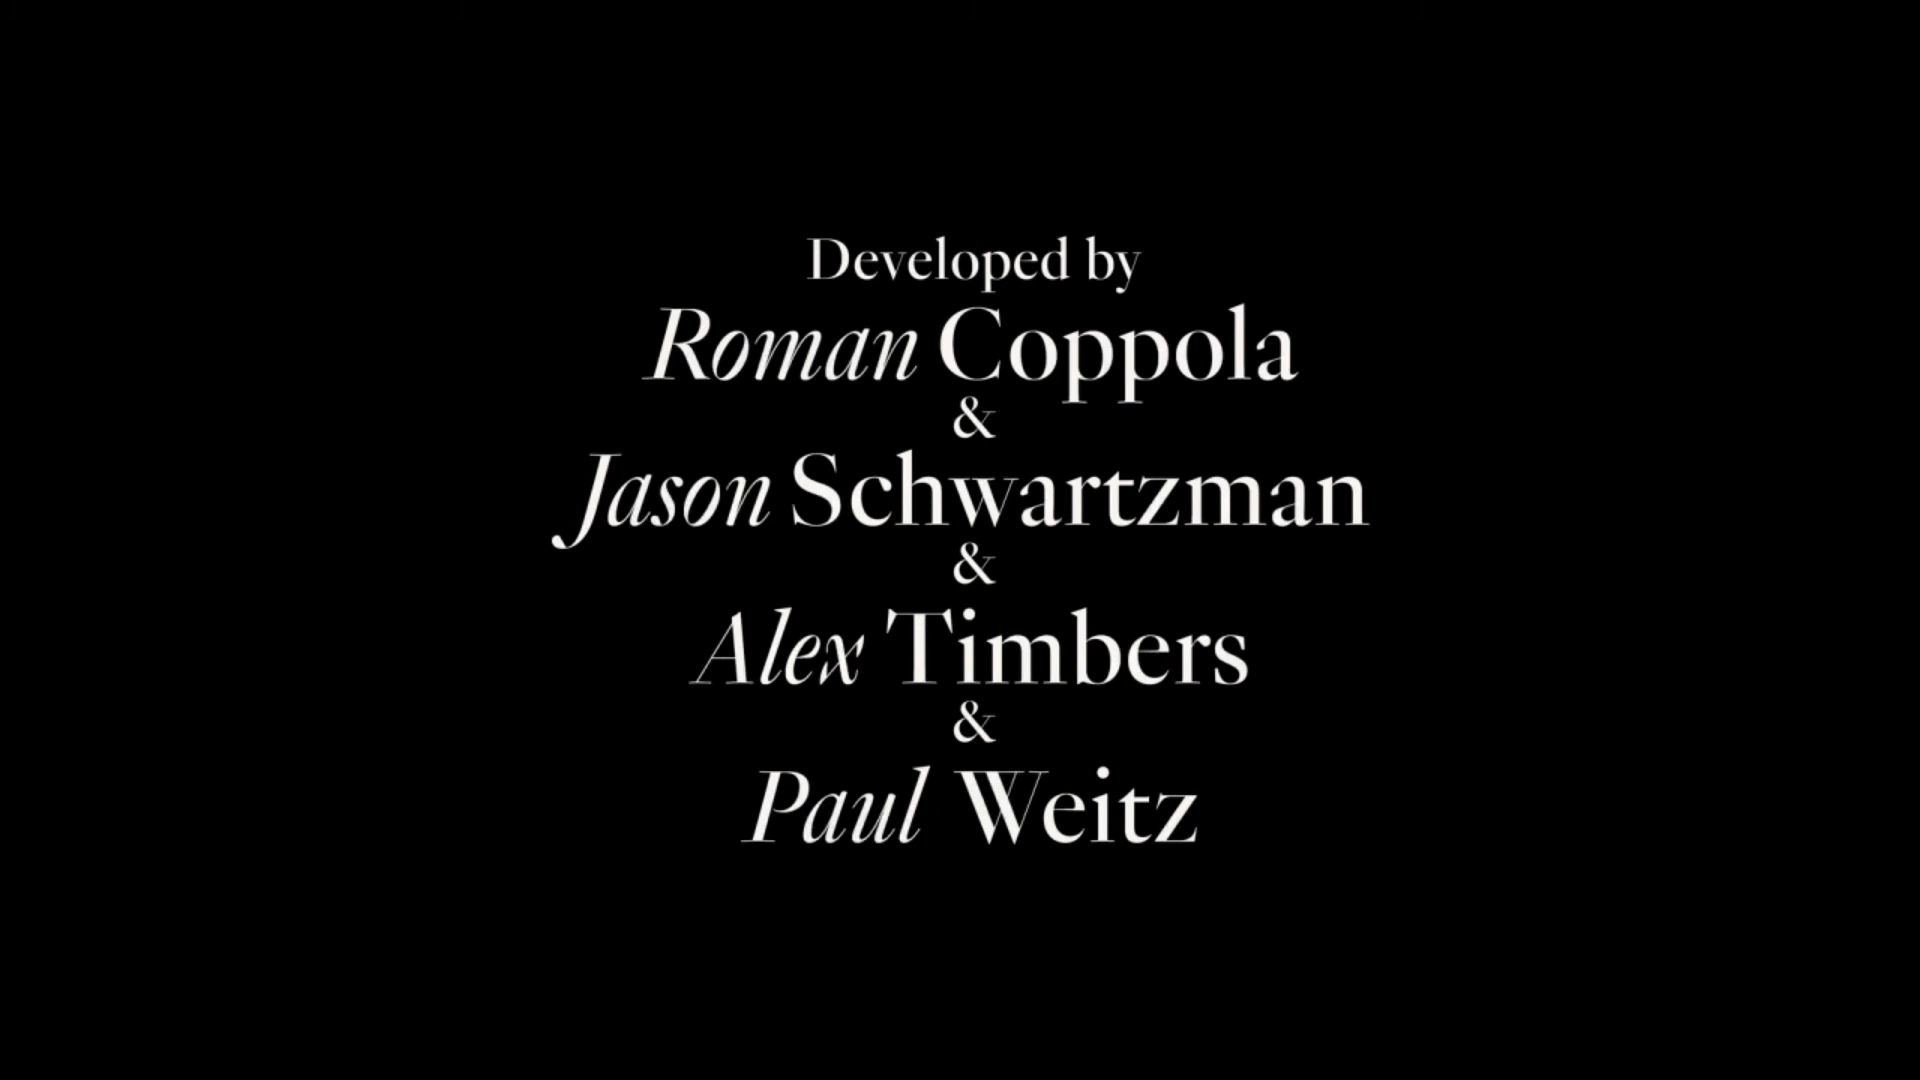 Developed by
Roman Coppola
&
Jason Schwartzman
&
Alex Timbers
&
Paul Weitz